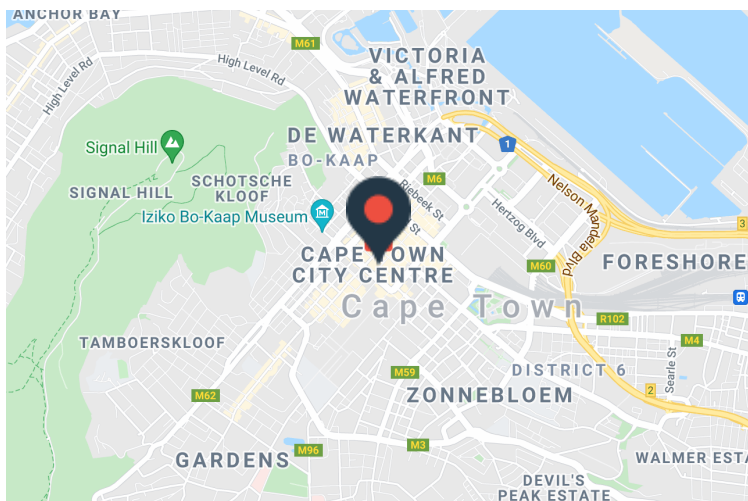 ANCHOR BAY
M61
High Level Rd
High Level Rd
VICTORIA
& ALFRED
WATERFRONT
DE WATERKANT
1
BO-KAAP
Signal Hill
SCHOTSCHE
KLOOF
SIGNAL HILL
M6
Riebeek St
Nelson Mandela Blvd
Iziko Bo-Kaap Museum
St
Hertzog Blvd
3
CAPE TOWN
CITY CENTRE
M60
FORESHORE
Cape Town
R102
M4
TAMBOERSKLOOF
Searle St
M59
DISTRICT 6
2
M62
ZONNEBLOEM
M3
M96
GARDENS
WALMER ESTA
DEVIL'S
PEAK ESTATE